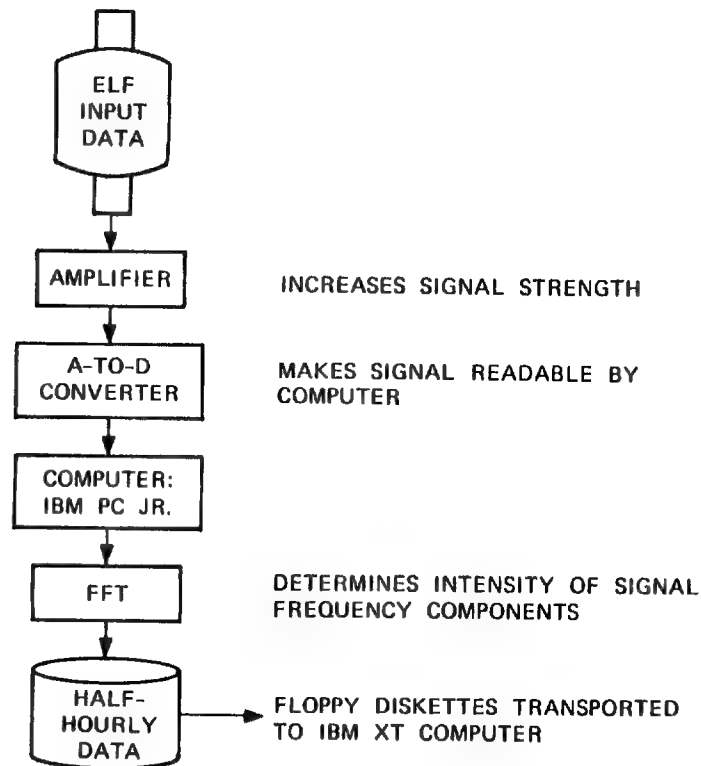 ELF
INPUT
DATA
AMPLIFIER
INCREASES SIGNAL STRENGTH
A-TO-D
CONVERTER
MAKES SIGNAL READABLE BY
COMPUTER
COMPUTER:
IBM PC JR.
FFT
DETERMINES INTENSITY OF SIGNAL
FREQUENCY COMPONENTS
HALF-
HOURLY
DATA
FLOPPY DISKETTES TRANSPORTED
TO IBM XT COMPUTER